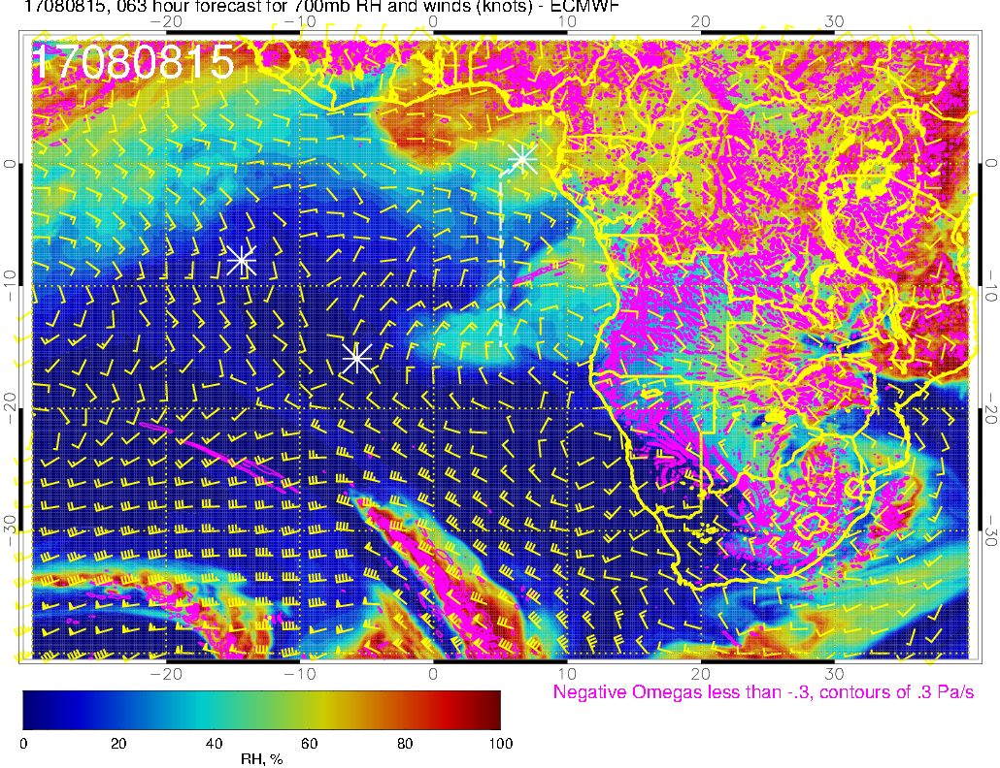 17080815, 063 hour forecast for 700mb RH and winds (knots) - ECMWF
−20 −10 0 10 20 30
17080815
0 0
−10 −10
−20 −20
−30 −30
−20 −10 0 10 20 30
Negative Omegas less than -.3, contours of .3 Pa/s
0 20 40 60 80 100
RH, %